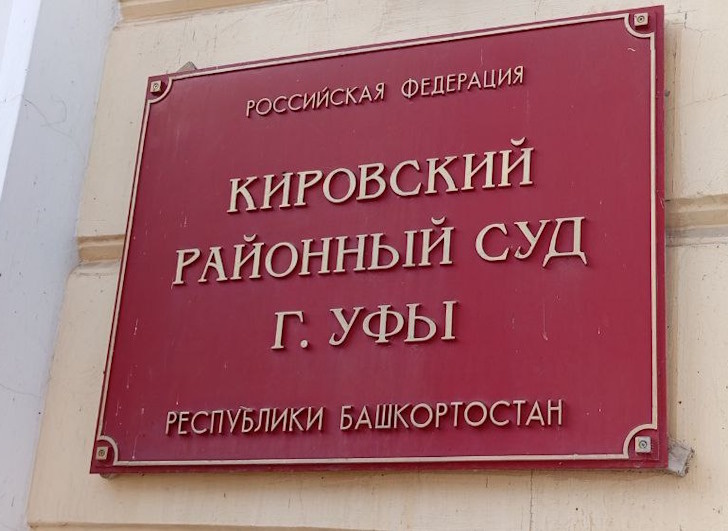 РОССИЙСКАЯ ФЕДЕРАЦИЯ
КИРОВСКИЙ
РАЙОННЫЙ СУД
Г. УФЫ
РЕСПУБЛИКИ БАШКОРТОСТАН